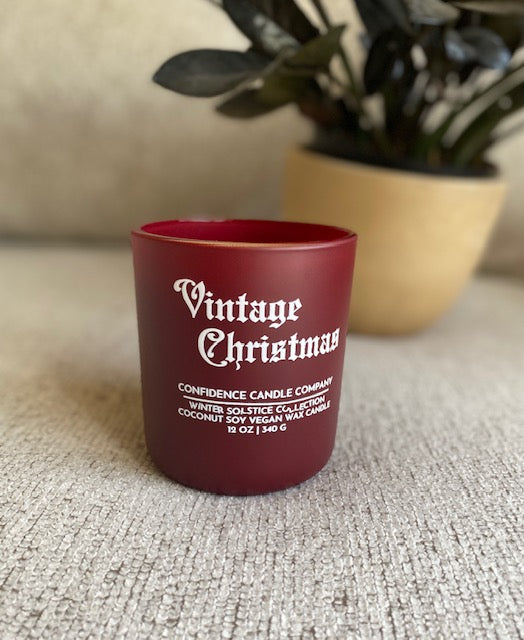 Vintage
Christmas
CONFIDENCE CANDLE COMPANY
WINTER SOLSTICE COLLECTION
COCONUT SOY VEGAN WAX CANDLE
12 OZ | 340 G